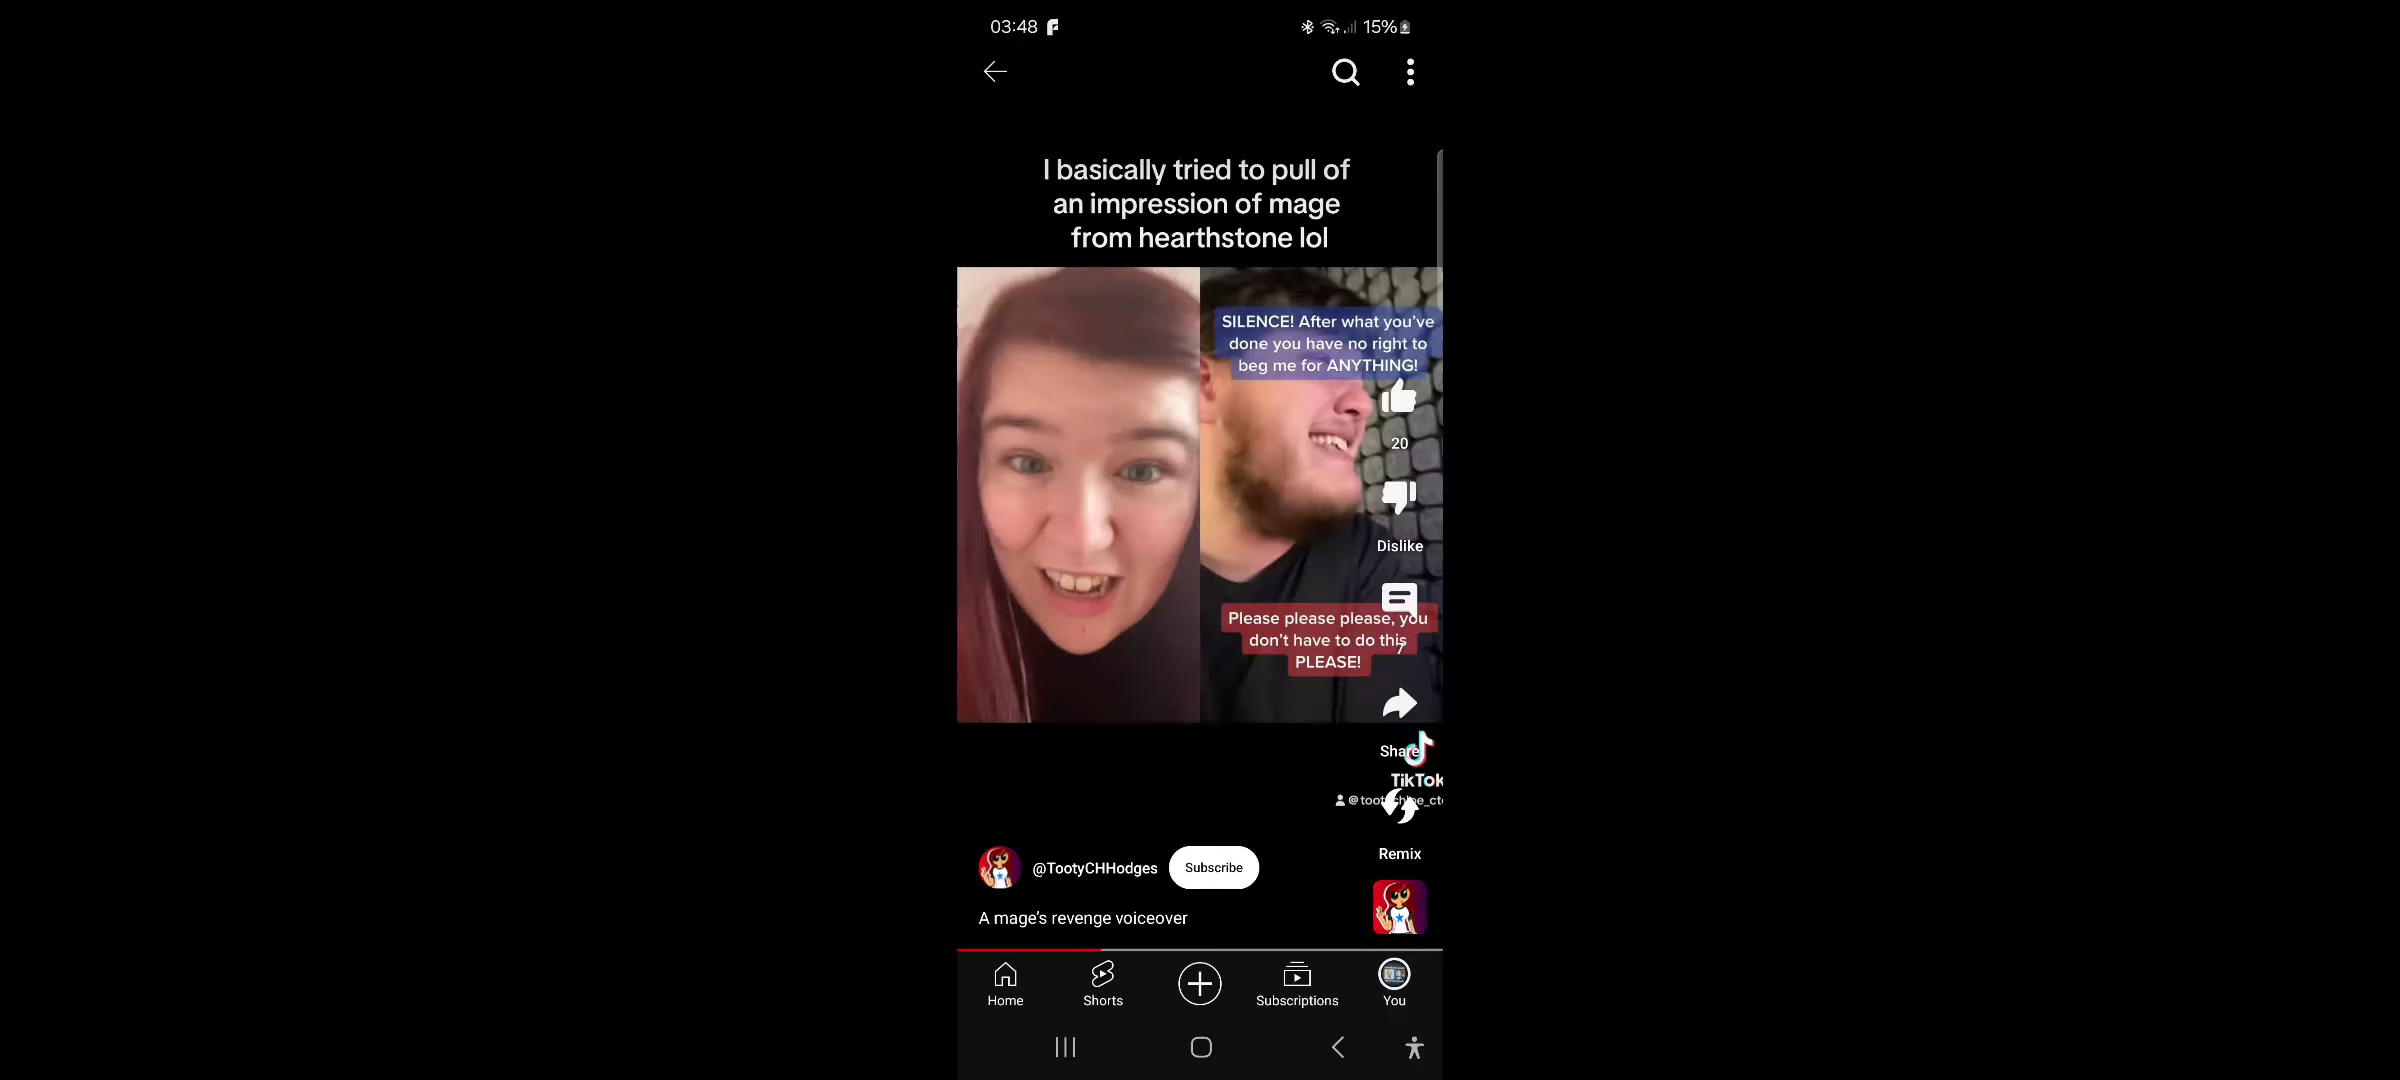 03:48
15%
I basically tried to pull of
an impression of mage
from hearthstone lol
SILENCE! After what you've
done you have no right to
beg me for ANYTHING!
20
Dislike
Please please please, you
don't have to do this
PLEASE!
7
Share
TikTok
@TootyCHHodges
Subscribe
Remix
A mage's revenge voiceover
Home
Shorts
Subscriptions
You